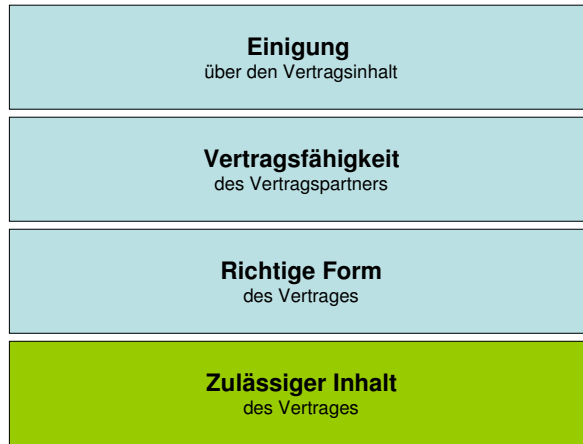 Einigung
über den Vertragsinhalt
Vertragsfähigkeit
des Vertragspartners
Richtige Form
des Vertrages
Zulässiger Inhalt
des Vertrages